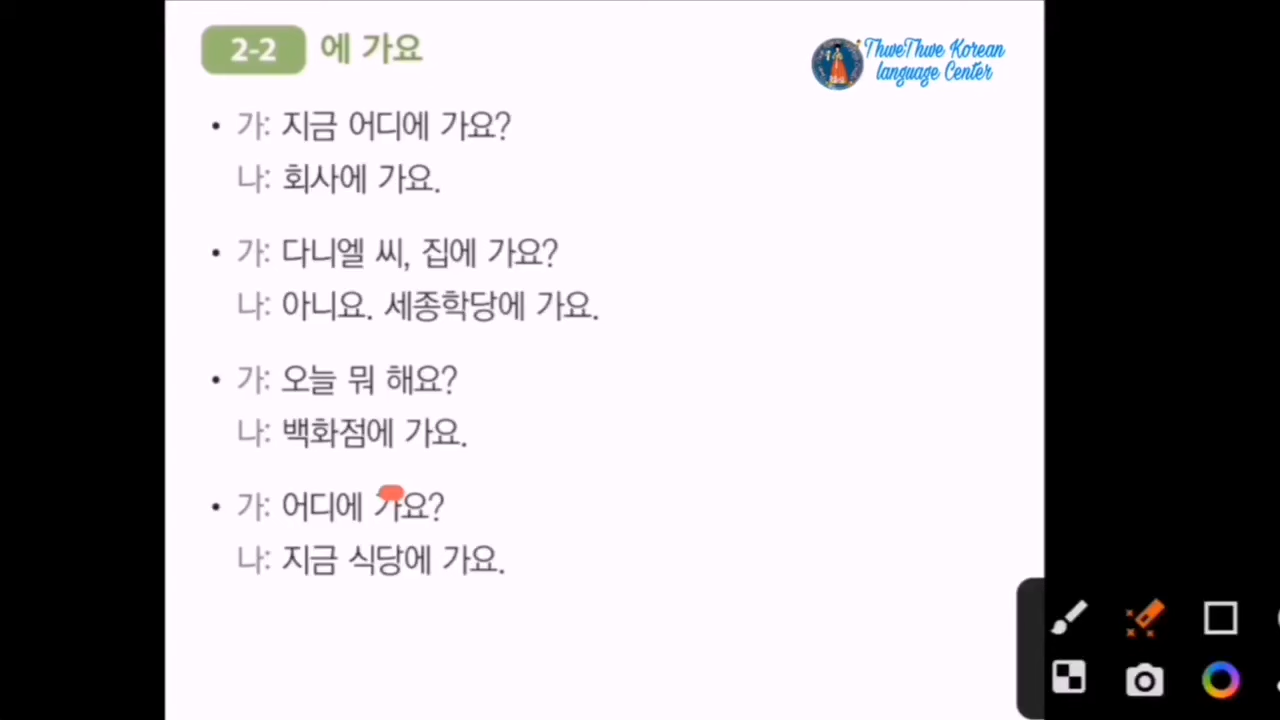 2-2 에 가요
ThweThwe Korean
language Center
• 가: 지금 어디에 가요?
나: 회사에 가요.
• 가: 다니엘 씨, 집에 가요?
나: 아니요. 세종학당에 가요.
• 가: 오늘 뭐 해요?
나: 백화점에 가요.
• 가: 어디에 가요?
나: 지금 식당에 가요.